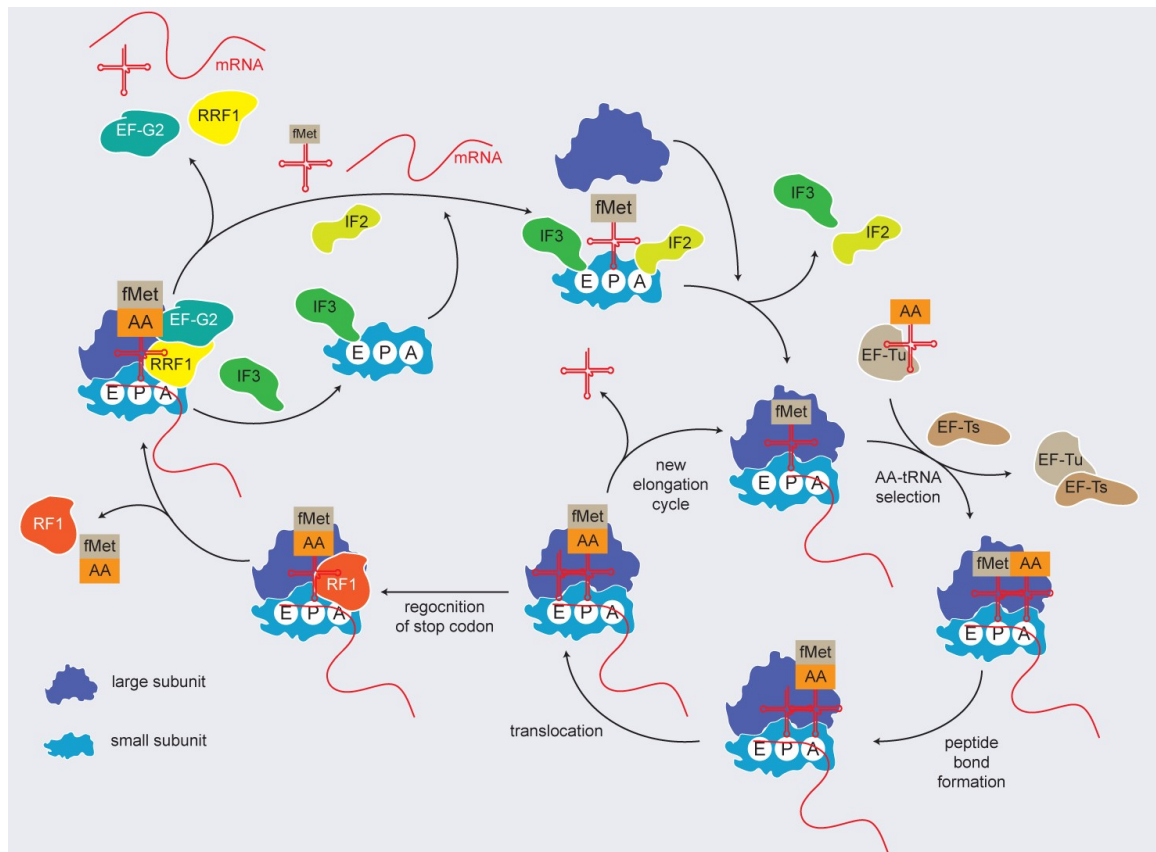 mRNA
RRF1
EF-G2
fMet
mRNA
IF2
fMet
IF3
IF2
E P A
IF3
IF2
fMet
AA
EF-G2
RRF1
E P A
IF3
IF3
E P A
AA
EF-Tu
EF-Ts
EF-Tu
EF-Ts
AA-tRNA
selection
fMet
E P A
new
elongation
cycle
RF1
fMet
AA
fMet
AA
RF1
E P A
regocnition
of stop codon
fMet
AA
E P A
fMet AA
E P A
fMet
AA
E P A
translocation
peptide
bond
formation
large subunit
small subunit